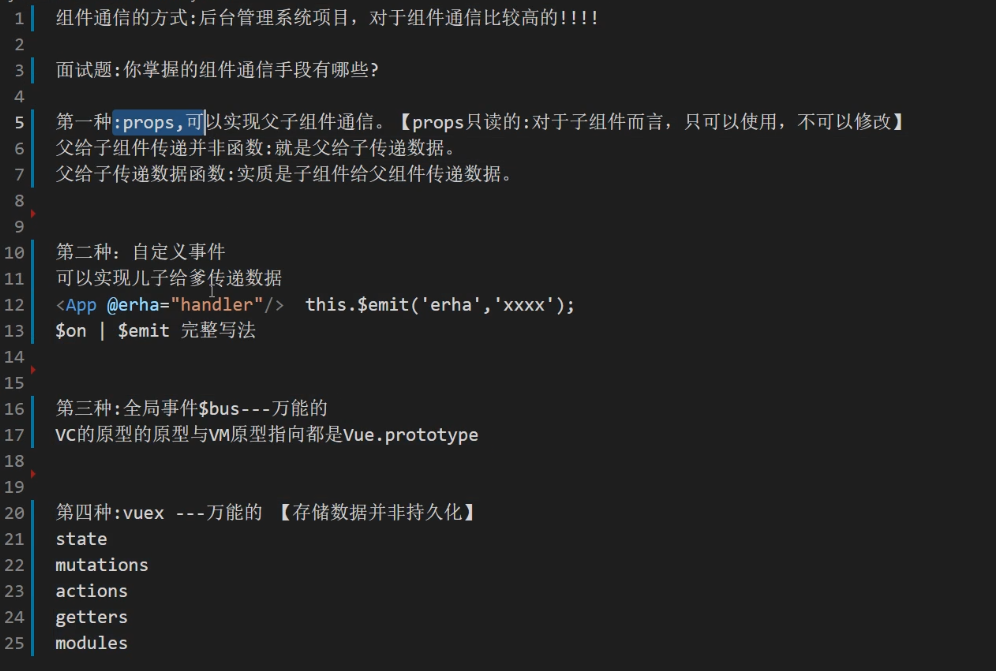 1 组件通信的方式:后台管理系统项目，对于组件通信比较高的!!!!
2
3 面试题:你掌握的组件通信手段有哪些?
4
5 第一种:props,可以实现父子组件通信。【props只读的:对于子组件而言，只可以使用，不可以修改】
6 父给子组件传递并非函数:就是父给子传递数据。
7 父给子传递数据函数:实质是子组件给父组件传递数据。
8
9
10 第二种：自定义事件
11 可以实现儿子给爹传递数据
12 <App @erha="handler"/>  this.$emit('erha','xxxx');
13 $on | $emit 完整写法
14
15
16 第三种:全局事件$bus---万能的
17 VC的原型的原型与VM原型指向都是Vue.prototype
18
19
20 第四种:vuex ---万能的 【存储数据并非持久化】
21 state
22 mutations
23 actions
24 getters
25 modules